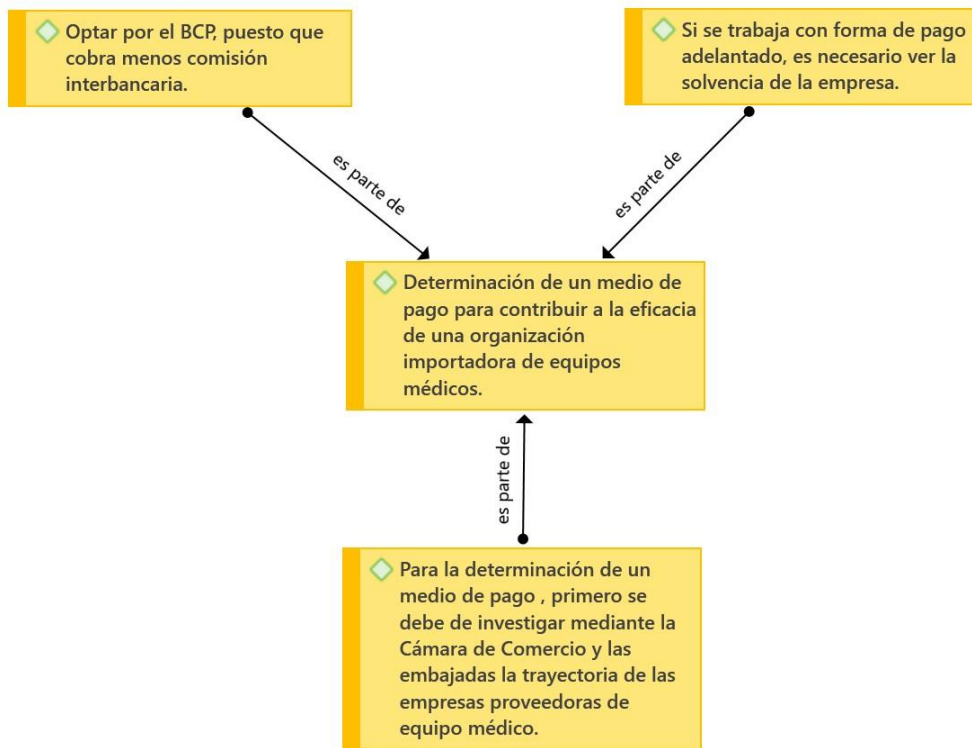 Optar por el BCP, puesto que
cobra menos comisión
interbancaria.
Si se trabaja con forma de pago
adelantado, es necesario ver la
solvencia de la empresa.
es parte de
es parte de
Determinación de un medio de
pago para contribuir a la eficacia
de una organización
importadora de equipos
médicos.
es parte de
Para la determinación de un
medio de pago , primero se
debe de investigar mediante la
Cámara de Comercio y las
embajadas la trayectoria de las
empresas proveedoras de
equipo médico.